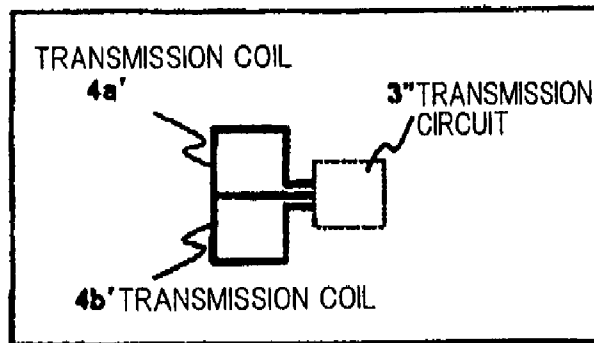 TRANSMISSION COIL
4a'
3"TRANSMISSION
CIRCUIT
4b'TRANSMISSION COIL